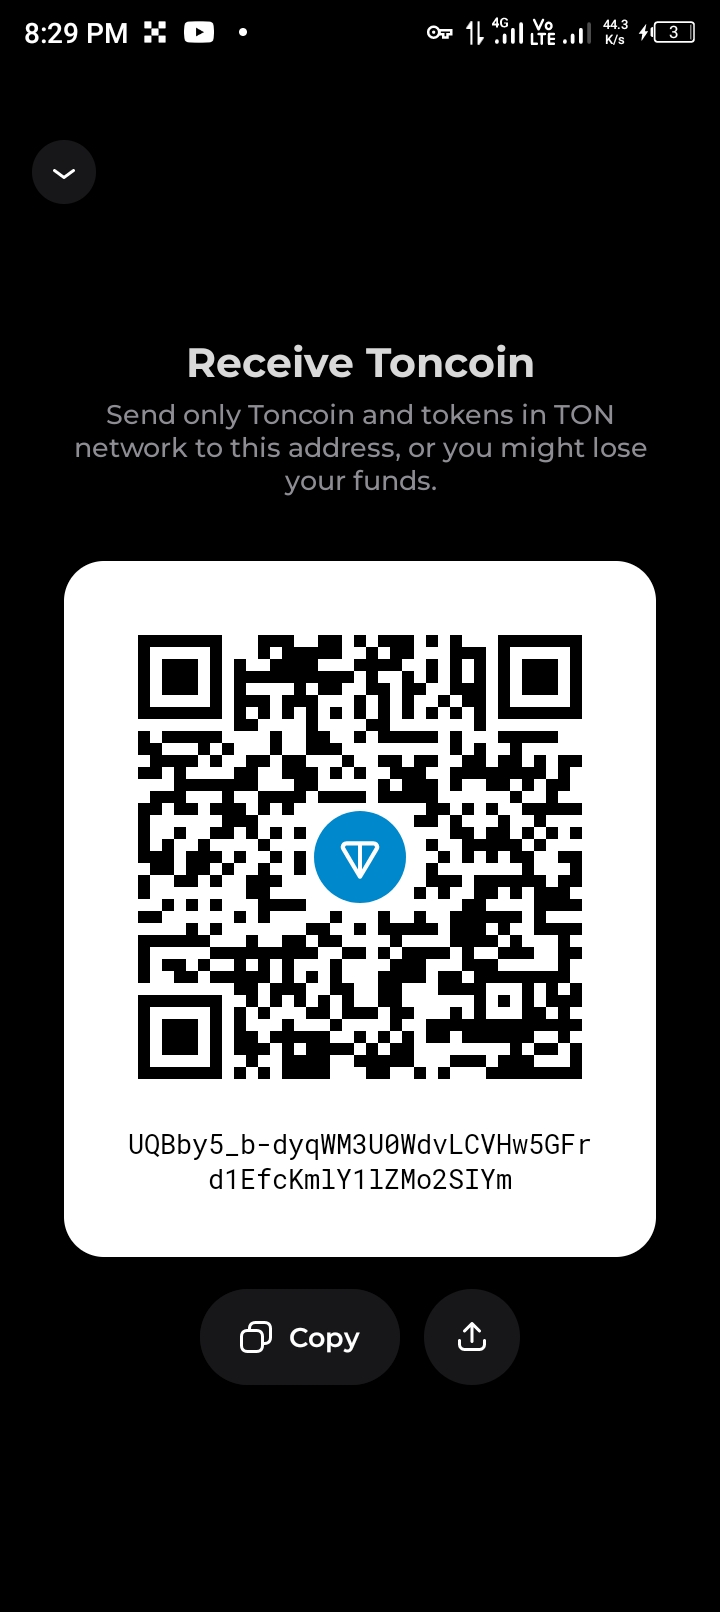 8:29 PM
4G
Vo
LTE
44.3
K/s
3
Receive Toncoin
Send only Toncoin and tokens in TON
network to this address, or you might lose
your funds.
UQBby5_b-dyqWM3U0WdvLCVHw5GFr
d1EfcKmlY1lZMo2SIYm
Copy